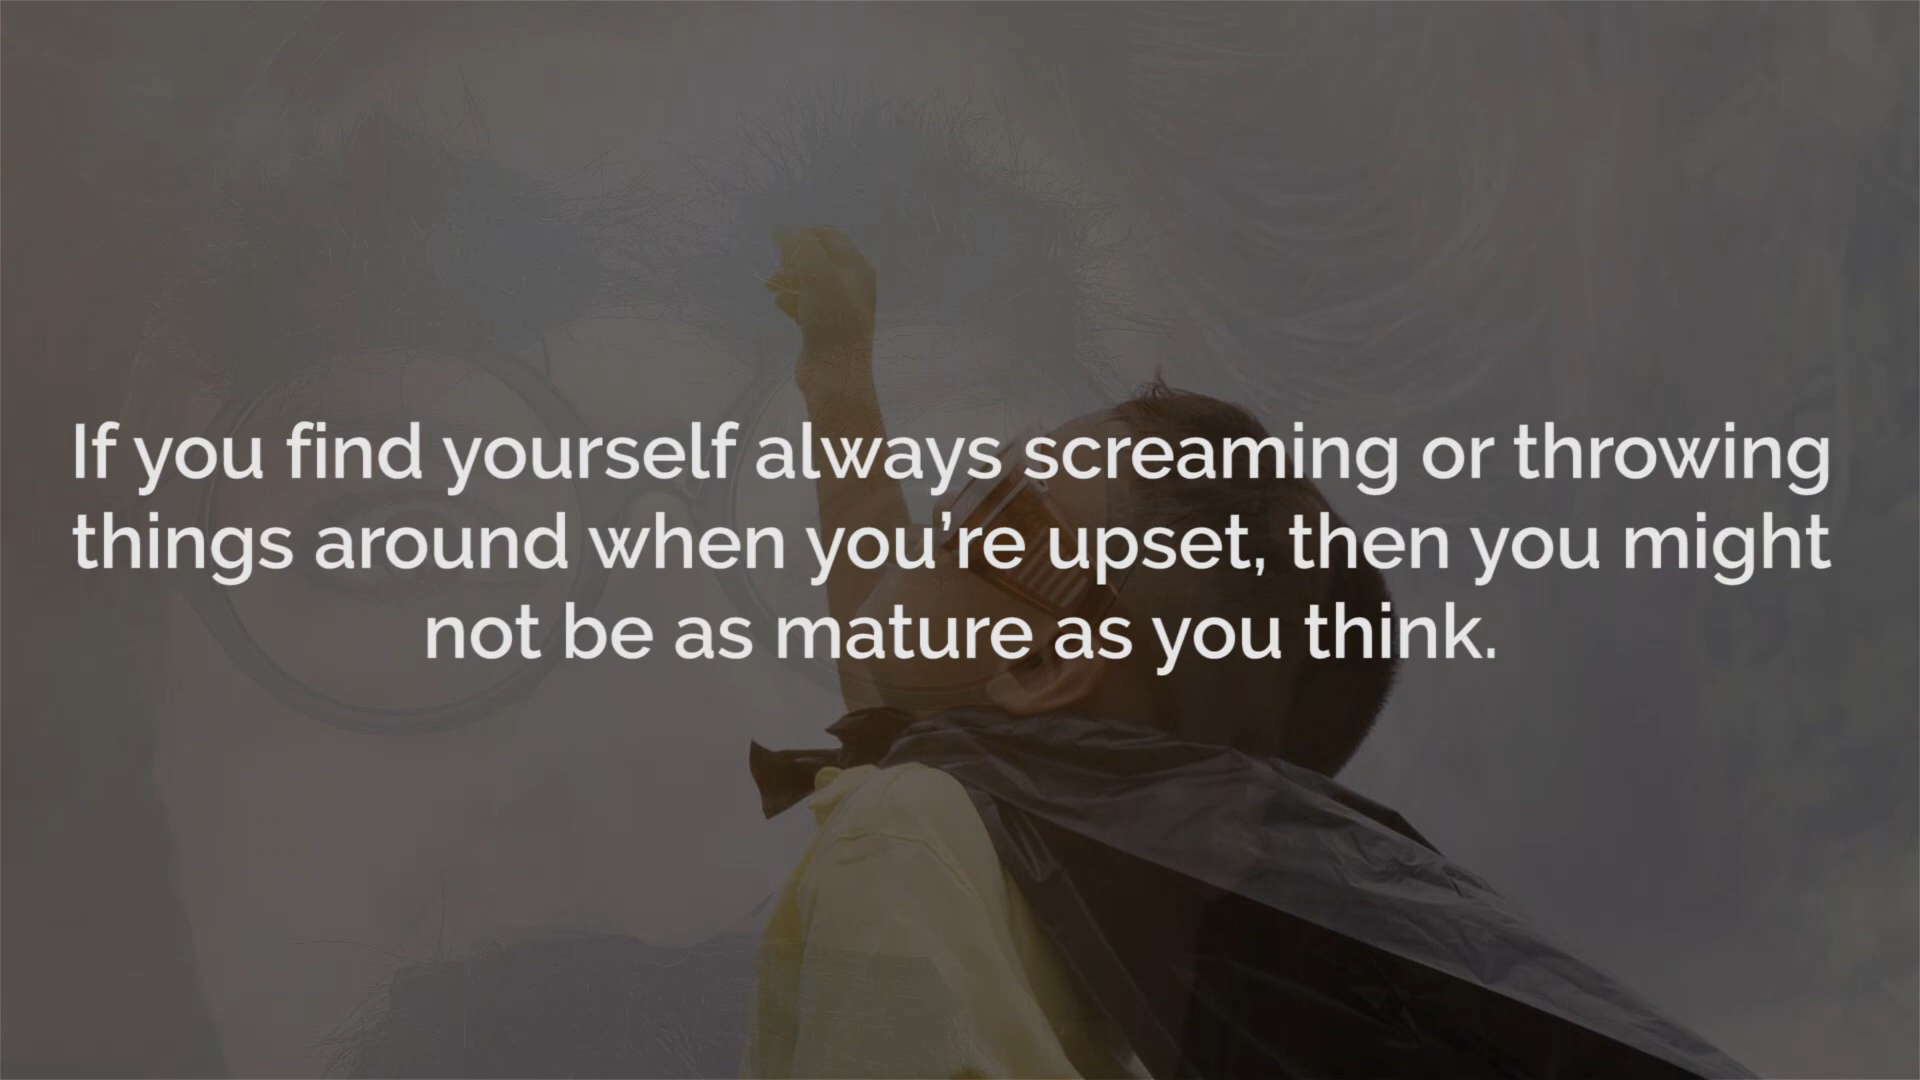 If you find yourself always screaming or throwing
things around when you’re upset, then you might
not be as mature as you think.